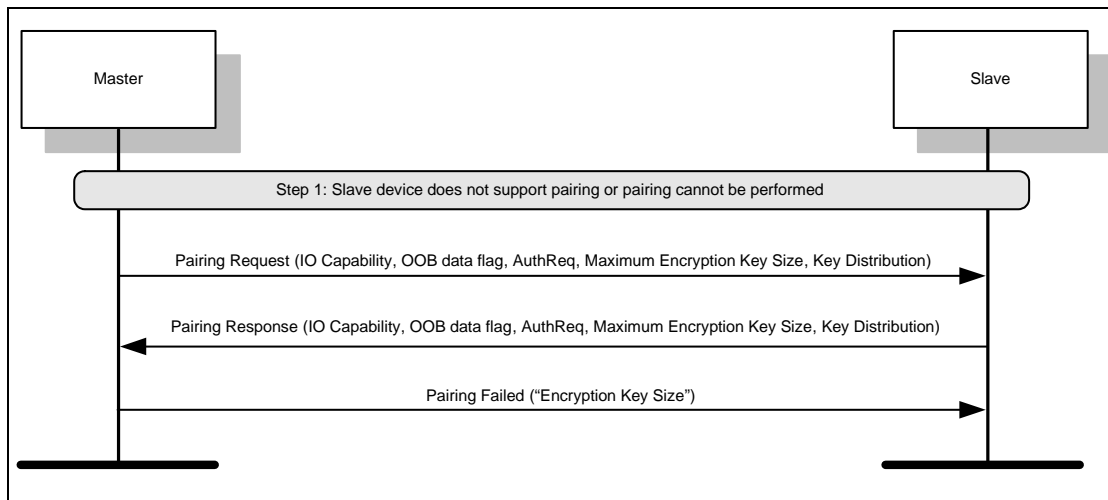 Master
Slave
Step 1: Slave device does not support pairing or pairing cannot be performed
Pairing Request (IO Capability, OOB data flag, AuthReq, Maximum Encryption Key Size, Key Distribution)
Pairing Response (IO Capability, OOB data flag, AuthReq, Maximum Encryption Key Size, Key Distribution)
Pairing Failed (“Encryption Key Size”)